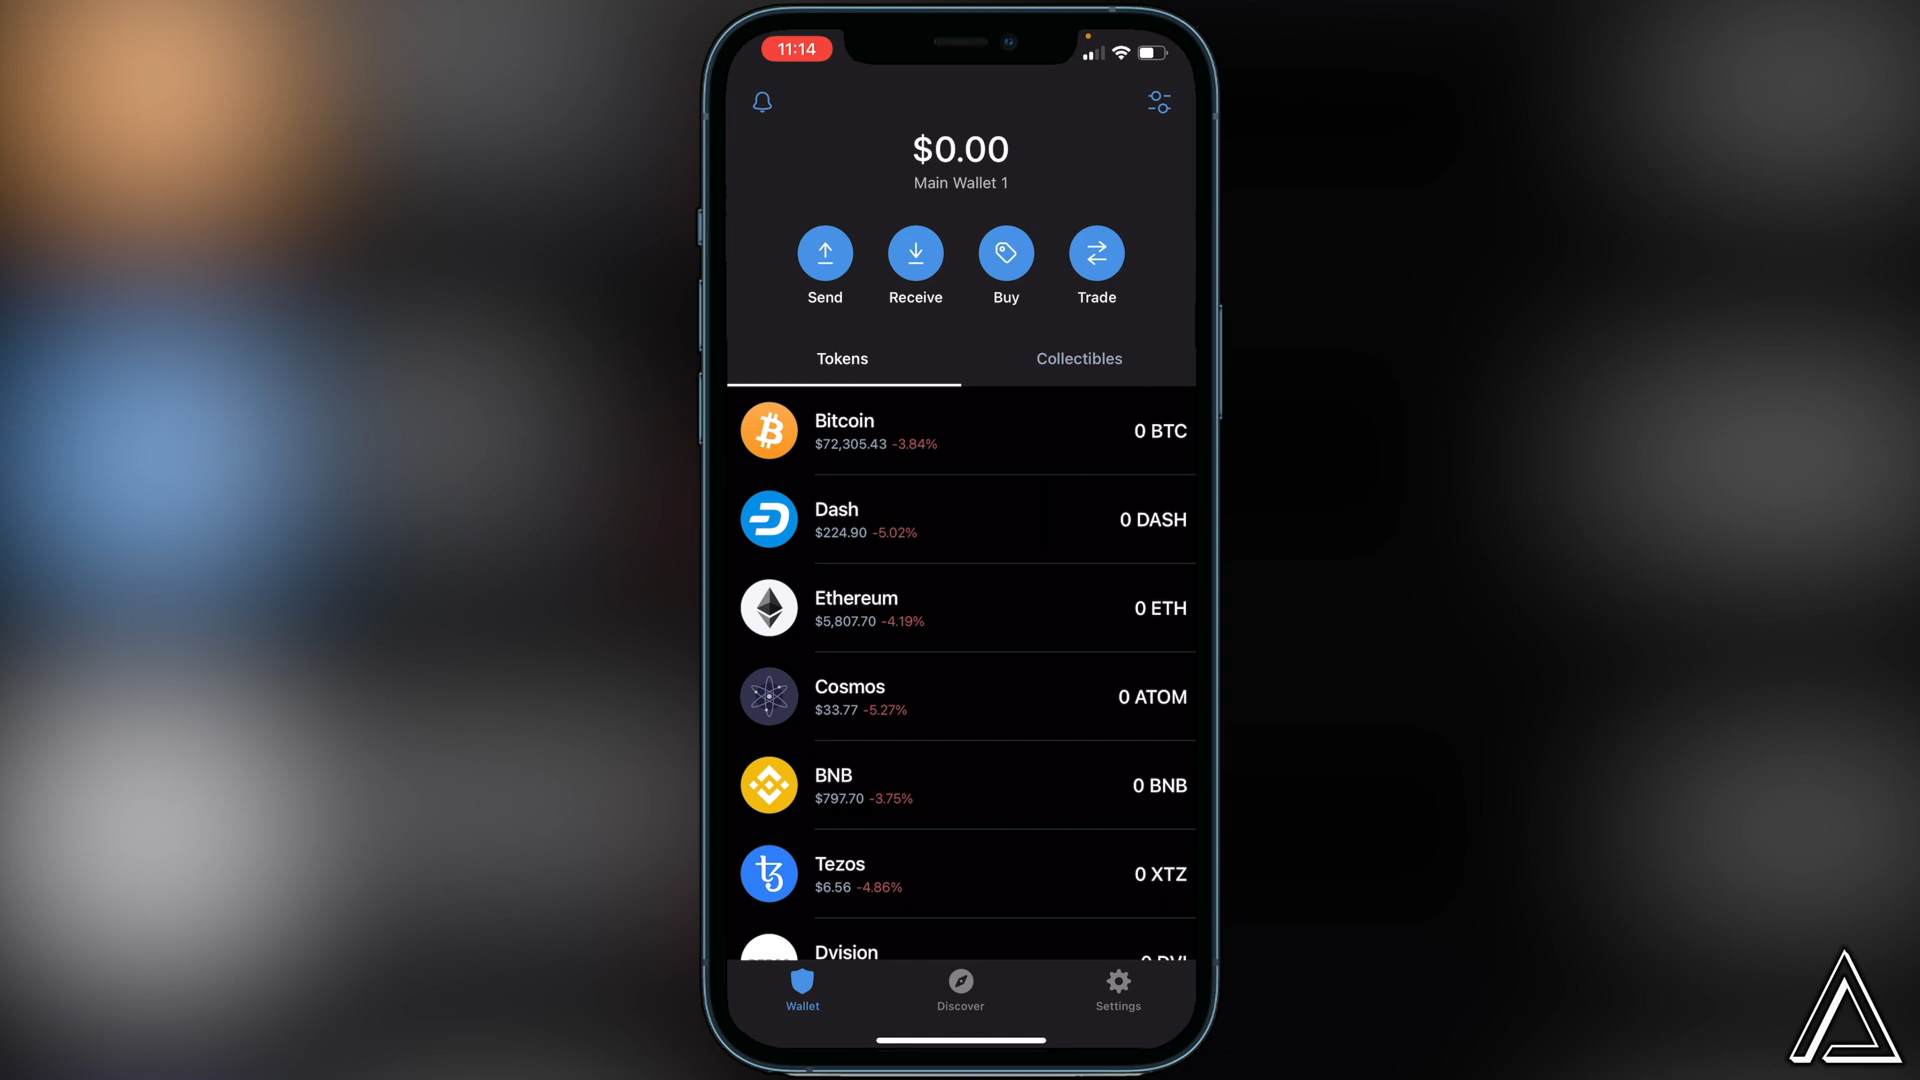 11:14
$0.00
Main Wallet 1
Send Receive Buy Trade
Tokens Collectibles
Bitcoin
$72,305.43 -3.84%
0 BTC
Dash
$224.90 -5.02%
0 DASH
Ethereum
$5,807.70 -4.19%
0 ETH
Cosmos
$33.77 -5.27%
0 ATOM
BNB
$797.70 -3.75%
0 BNB
Tezos
$6.56 -4.86%
0 XTZ
Dvision
0 DVI
Wallet Discover Settings